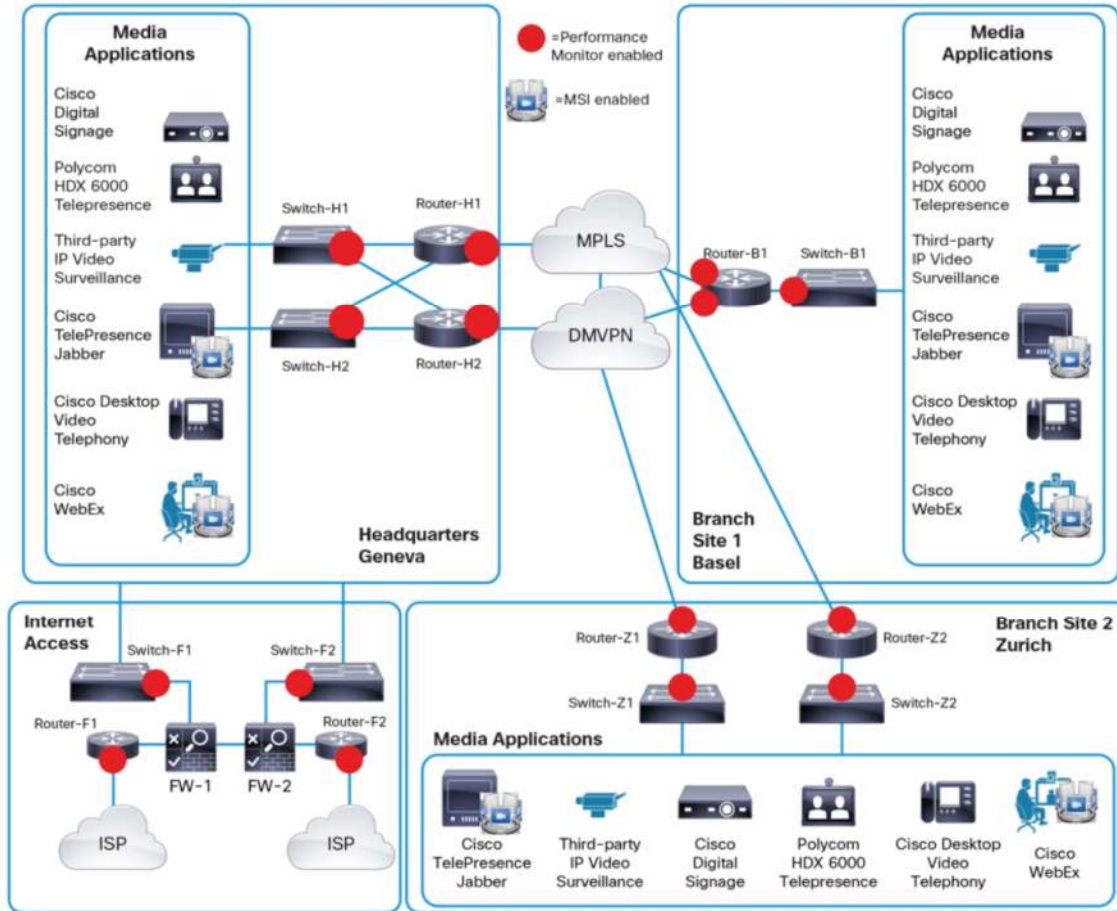 Media
Applications
Cisco
Digital
Signage
Polycom
HDX 6000
Telepresence
Third-party
IP Video
Surveillance
Cisco
TelePresence
Jabber
Cisco Desktop
Video
Telephony
Cisco
WebEx
Switch-H1
Router-H1
Switch-H2
Router-H2
Headquarters
Geneva
=Performance
Monitor enabled
=MSI enabled
MPLS
DMVPN
Router-B1
Switch-B1
Media
Applications
Cisco
Digital
Signage
Polycom
HDX 6000
Telepresence
Third-party
IP Video
Surveillance
Cisco
TelePresence
Jabber
Cisco Desktop
Video
Telephony
Cisco
WebEx
Branch
Site 1
Basel
Internet
Access
Switch-F1
Switch-F2
Router-F1
Router-F2
FW-1
FW-2
ISP
ISP
Branch Site 2
Zurich
Router-Z1
Router-Z2
Switch-Z1
Switch-Z2
Media Applications
Cisco
TelePresence
Jabber
Third-party
IP Video
Surveillance
Cisco
Digital
Signage
Polycom
HDX 6000
Telepresence
Cisco Desktop
Video
Telephony
Cisco
WebEx